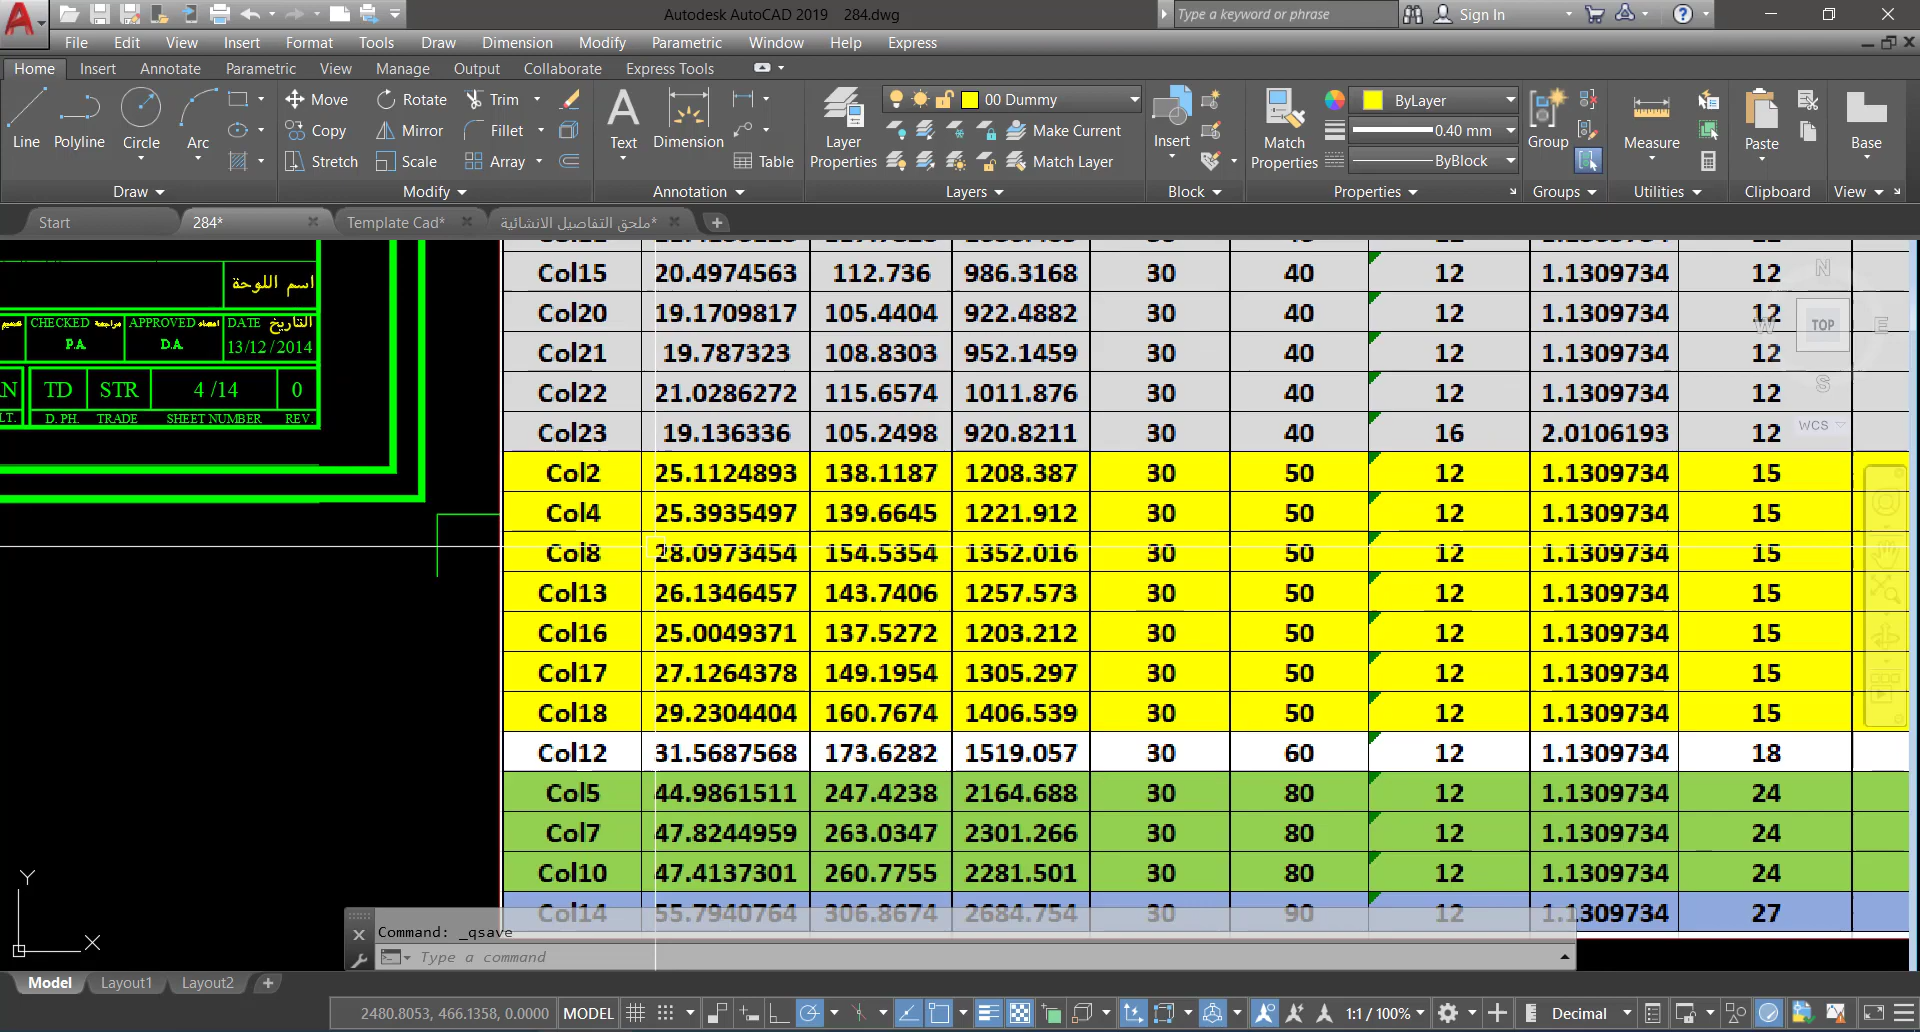 Autodesk AutoCAD 2019 284.dwg
Type a keyword or phrase
Sign In
File Edit View Insert Format Tools Draw Dimension Modify Parametric Window Help Express
Home Insert Annotate Parametric View Manage Output Collaborate Express Tools
Line Polyline Circle Arc
Move Rotate Trim
Copy Mirror Fillet
Stretch Scale Array
Text Dimension Table
Layer Properties
00 Dummy
Make Current
Match Layer
Insert
Match Properties
ByLayer
0.40 mm
ByBlock
Group Measure Paste Base
Draw Modify Annotation Layers Block Properties Groups Utilities Clipboard View
Start 284* Template Cad* ملحق التفاصيل الانشائية*
اسم اللوحة
CHECKED مراجعة APPROVED اعتماد DATE التاريخ
P.A. D.A. 13/12/2014
TD STR 4 /14 0
LT. D. PH. TRADE SHEET NUMBER REV.
Col15 20.4974563 112.736 986.3168 30 40 12 1.1309734 12
Col20 19.1709817 105.4404 922.4882 30 40 12 1.1309734 12
Col21 19.787323 108.8303 952.1459 30 40 12 1.1309734 12
Col22 21.0286272 115.6574 1011.876 30 40 12 1.1309734 12
Col23 19.136336 105.2498 920.8211 30 40 16 2.0106193 12
Col2 25.1124893 138.1187 1208.387 30 50 12 1.1309734 15
Col4 25.3935497 139.6645 1221.912 30 50 12 1.1309734 15
Col8 28.0973454 154.5354 1352.016 30 50 12 1.1309734 15
Col13 26.1346457 143.7406 1257.573 30 50 12 1.1309734 15
Col16 25.0049371 137.5272 1203.212 30 50 12 1.1309734 15
Col17 27.1264378 149.1954 1305.297 30 50 12 1.1309734 15
Col18 29.2304404 160.7674 1406.539 30 50 12 1.1309734 15
Col12 31.5687568 173.6282 1519.057 30 60 12 1.1309734 18
Col5 44.9861511 247.4238 2164.688 30 80 12 1.1309734 24
Col7 47.8244959 263.0347 2301.266 30 80 12 1.1309734 24
Col10 47.4137301 260.7755 2281.501 30 80 12 1.1309734 24
Col14 55.7940764 306.8674 2684.754 30 90 12 1.1309734 27
N
W TOP E
S
WCS
Y
X
Command: _qsave
Type a command
Model Layout1 Layout2
2480.8053, 466.1358, 0.0000 MODEL 1:1 / 100% Decimal